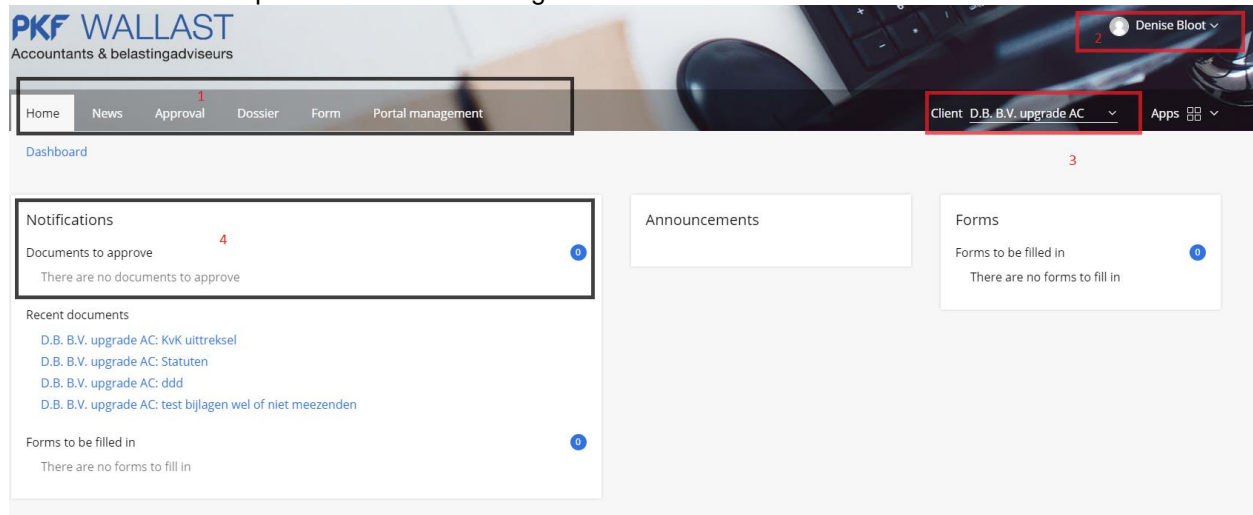 PKF WALLAST
Accountants & belastingadviseurs
2
Denise Bloot
1
Home News Approval Dossier Form Portal management
Client D.B. B.V. upgrade AC Apps
Dashboard
3
Notifications
4
Documents to approve 0
There are no documents to approve
Recent documents
D.B. B.V. upgrade AC: KvK uittreksel
D.B. B.V. upgrade AC: Statuten
D.B. B.V. upgrade AC: ddd
D.B. B.V. upgrade AC: test bijlagen wel of niet meezenden
Forms to be filled in 0
There are no forms to fill in
Announcements
Forms
Forms to be filled in 0
There are no forms to fill in